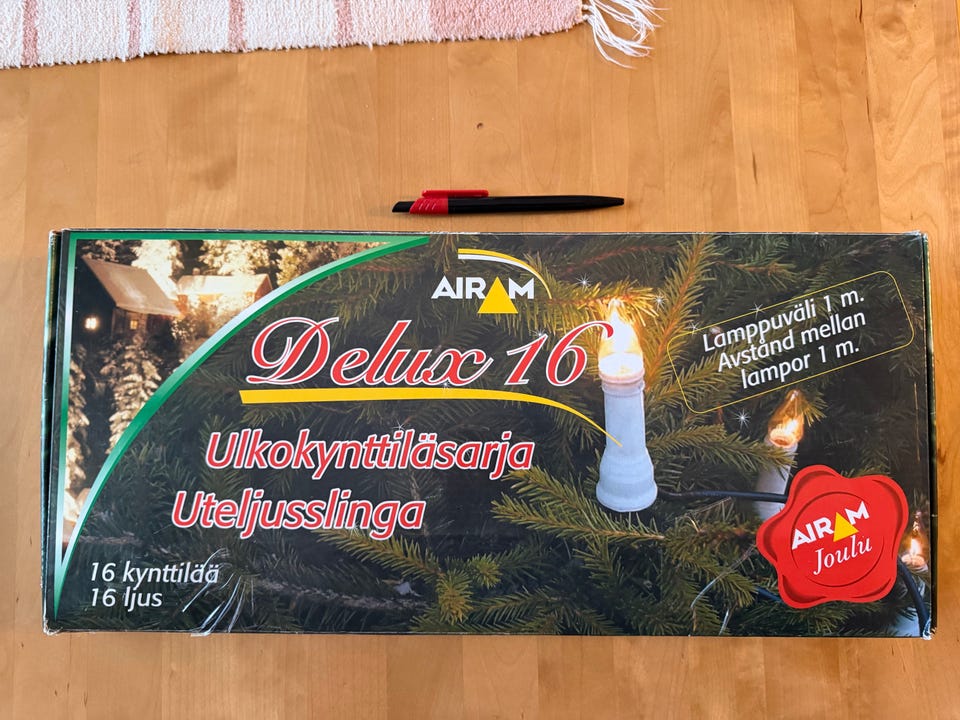 AIRAM
Delux 16
Lamppuväli 1 m.
Avstånd mellan
lampor 1 m.
Ulkokynttiläsarja
Uteljusslinga
16 kynttilää
16 ljus
AIRAM
Joulu